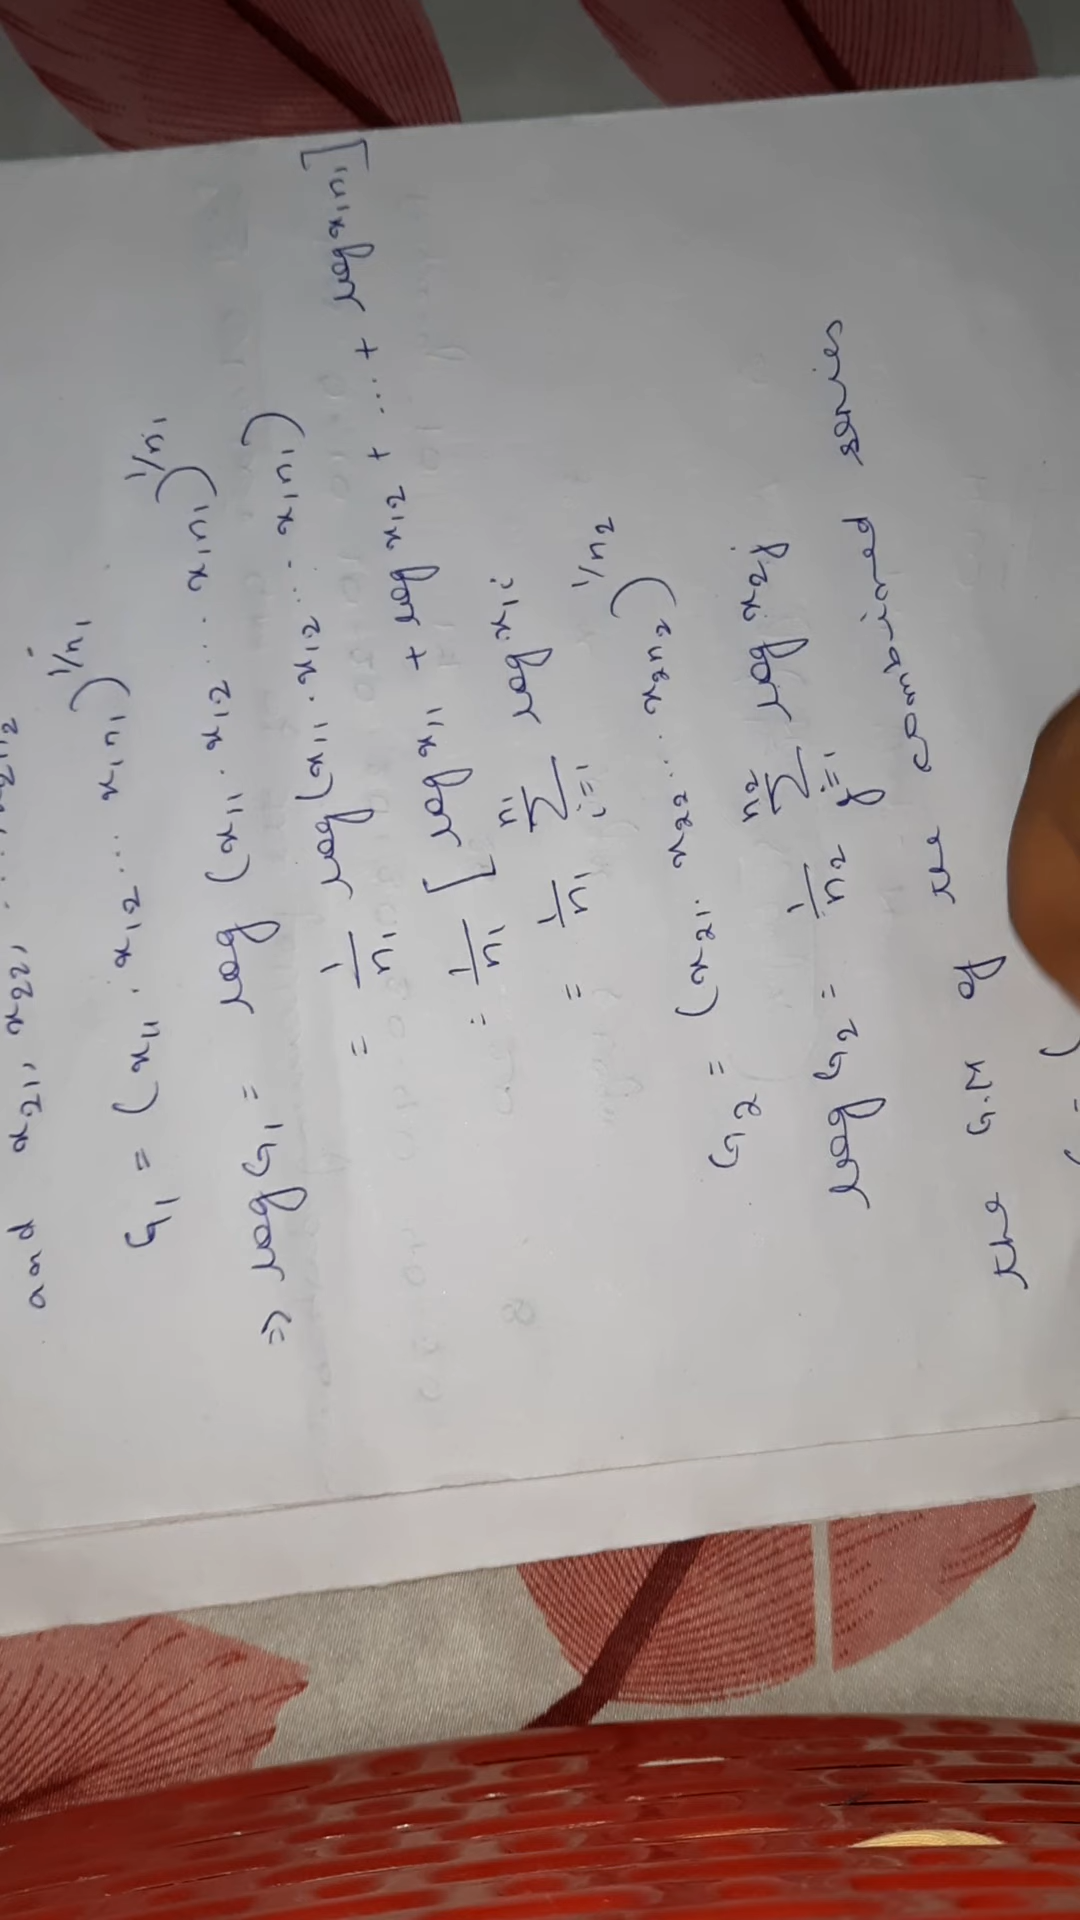 and x₂₁, x₂₂, ...., x₂n₂
G₁ = (x₁₁ . x₁₂ ... x₁n₁)^1/n₁
⇒ log G₁ = log (x₁₁ . x₁₂ ... x₁n₁)^1/n₁
= 1/n₁ log (x₁₁ . x₁₂ ... x₁n₁)
= 1/n₁ [log x₁₁ + log x₁₂ + ... + log x₁n₁]
= 1/n₁ n₁∑i=1 log x₁i
G₂ = (x₂₁ . x₂₂ ... x₂n₂)^1/n₂
log G₂ = 1/n₂ n₂∑j=1 log x₂j
the G.M of the combined series